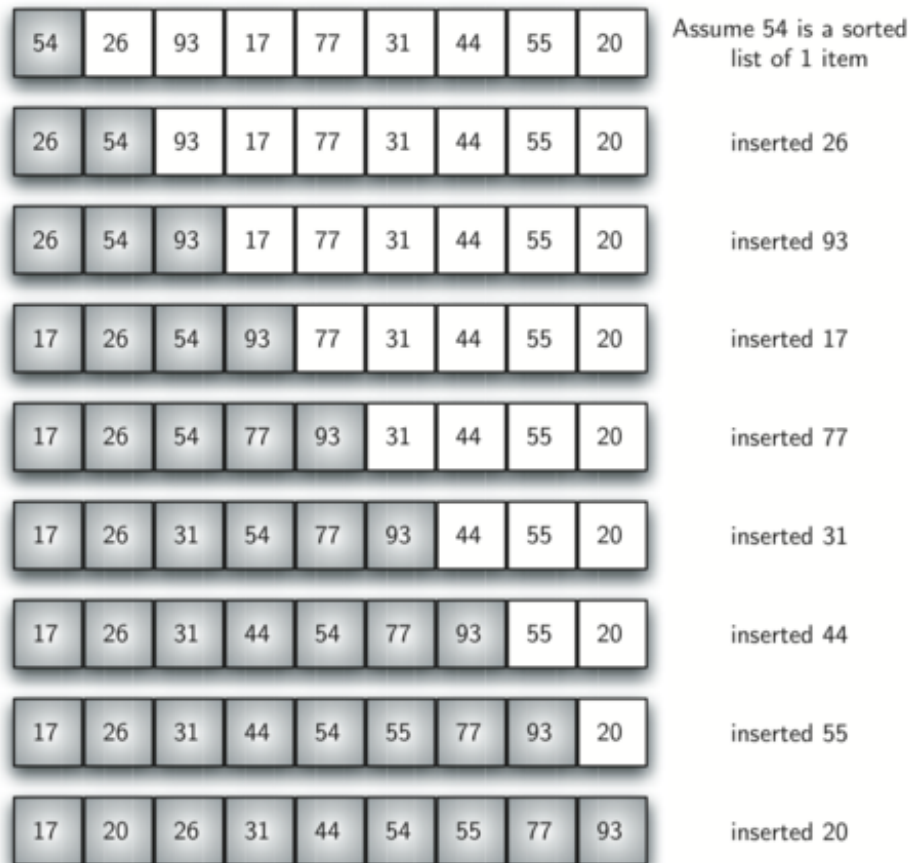 54 26 93 17 77 31 44 55 20 Assume 54 is a sorted
list of 1 item
26 54 93 17 77 31 44 55 20 inserted 26
26 54 93 17 77 31 44 55 20 inserted 93
17 26 54 93 77 31 44 55 20 inserted 17
17 26 54 77 93 31 44 55 20 inserted 77
17 26 31 54 77 93 44 55 20 inserted 31
17 26 31 44 54 77 93 55 20 inserted 44
17 26 31 44 54 55 77 93 20 inserted 55
17 20 26 31 44 54 55 77 93 inserted 20